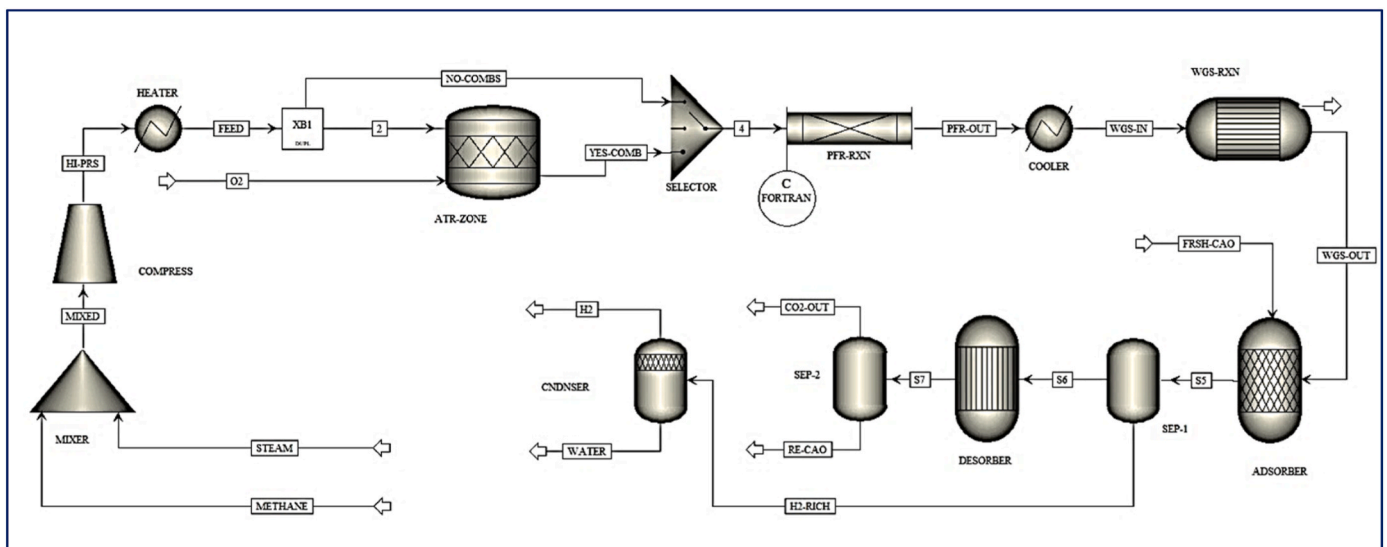 NO-COMBS
WGS-RXN
HEATER
FEED
XB1
DUPL
2
4
PFR-OUT
WGS-IN
YES-COMB
PFR-RXN
COOLER
HI-PRS
O2
SELECTOR
C
FORTRAN
ATR-ZONE
FRSH-CAO
WGS-OUT
COMPRESS
MIXED
H2
CO2-OUT
SEP-2
CNDNSER
S7
S6
S5
MIXER
STEAM
WATER
RE-CAO
SEP-1
DESORBER
ADSORBER
METHANE
H2-RICH